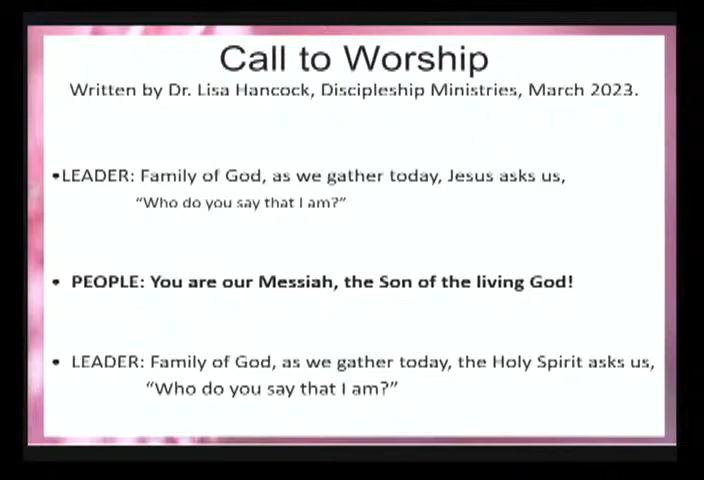 Call to Worship
Written by Dr. Lisa Hancock, Discipleship Ministries, March 2023.
•LEADER: Family of God, as we gather today, Jesus asks us,
“Who do you say that I am?”
• PEOPLE: You are our Messiah, the Son of the living God!
• LEADER: Family of God, as we gather today, the Holy Spirit asks us,
“Who do you say that I am?”